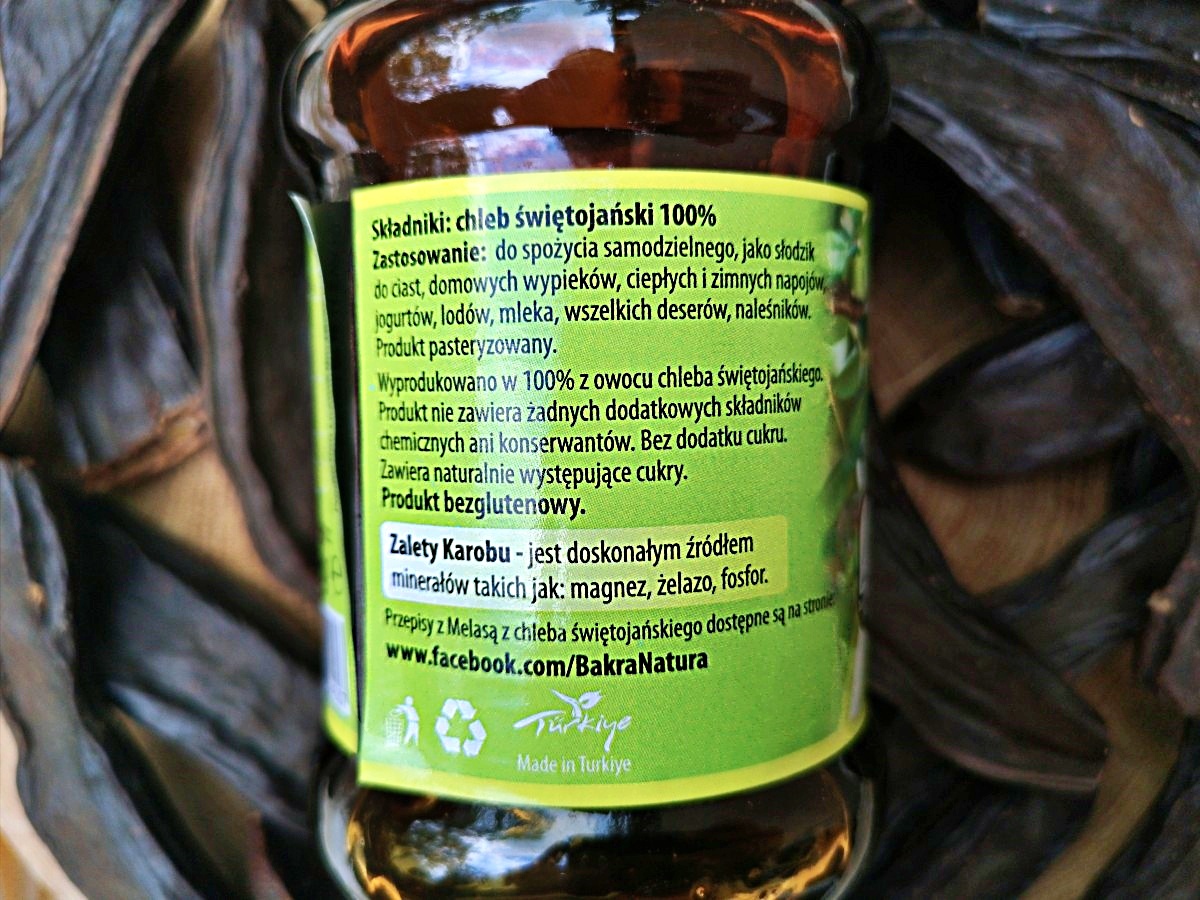 Składniki: chleb świętojański 100%
Zastosowanie: do spożycia samodzielnego, jako słodzik
do ciast, domowych wypieków, ciepłych i zimnych napojów,
jogurtów, lodów, mleka, wszelkich deserów, naleśników.
Produkt pasteryzowany.
Wyprodukowano w 100% z owocu chleba świętojańskiego.
Produkt nie zawiera żadnych dodatkowych składników
chemicznych ani konserwantów. Bez dodatku cukru.
Zawiera naturalnie występujące cukry.
Produkt bezglutenowy.
Zalety Karobu - jest doskonałym źródłem
minerałów takich jak: magnez, żelazo, fosfor.
Przepisy z Melasą z chleba świętojańskiego dostępne są na stronie:
www.facebook.com/BakraNatura
Türkiye
Made in Turkiye